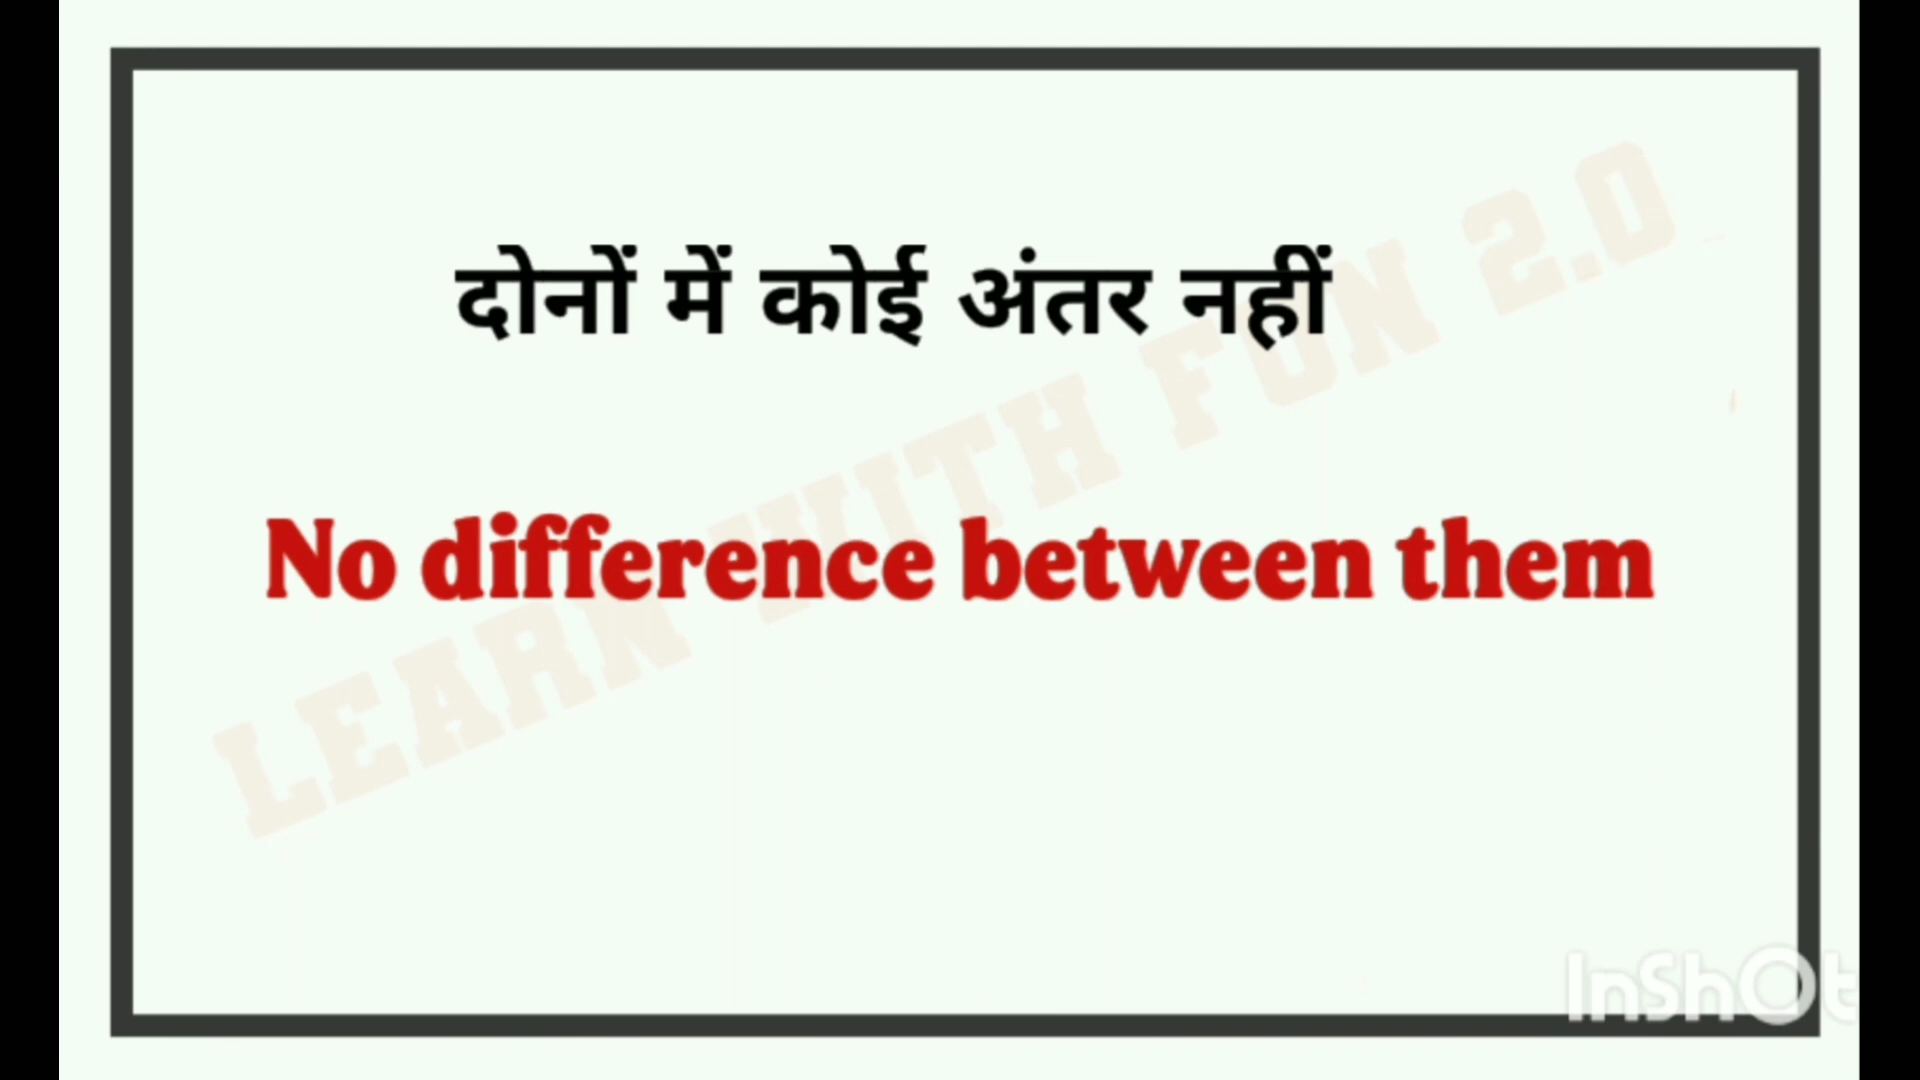 दोनों में कोई अंतर नहीं
No difference between them
LEARN WITH FUN 2.0
InShOt